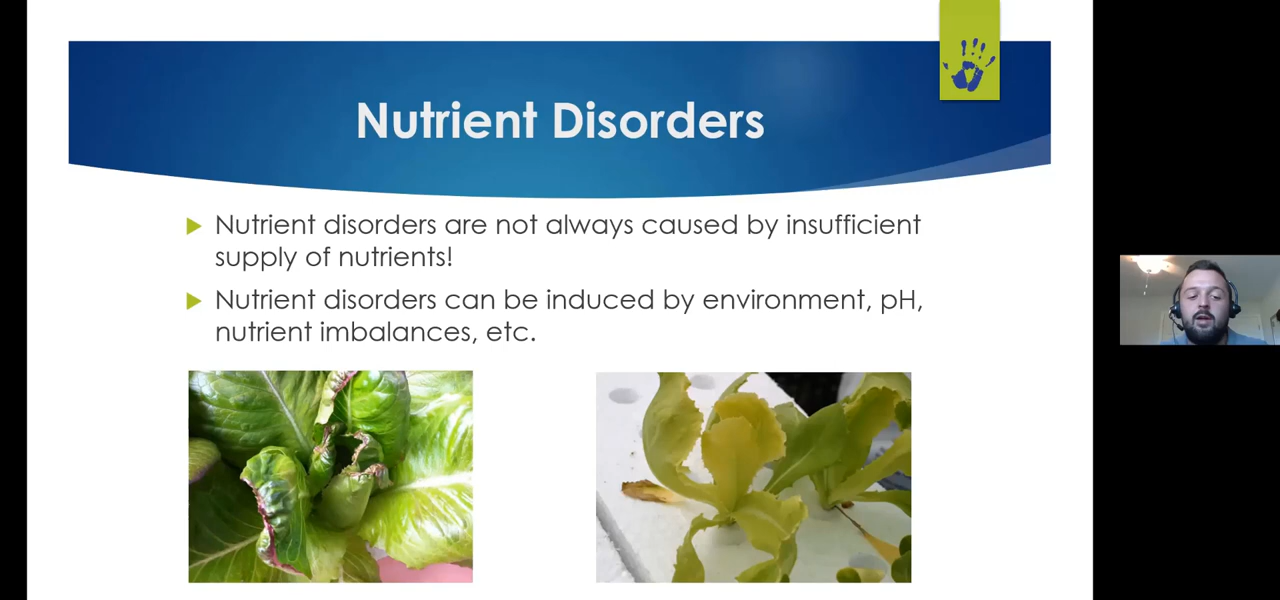 Nutrient Disorders
Nutrient disorders are not always caused by insufficient
supply of nutrients!
Nutrient disorders can be induced by environment, pH,
nutrient imbalances, etc.